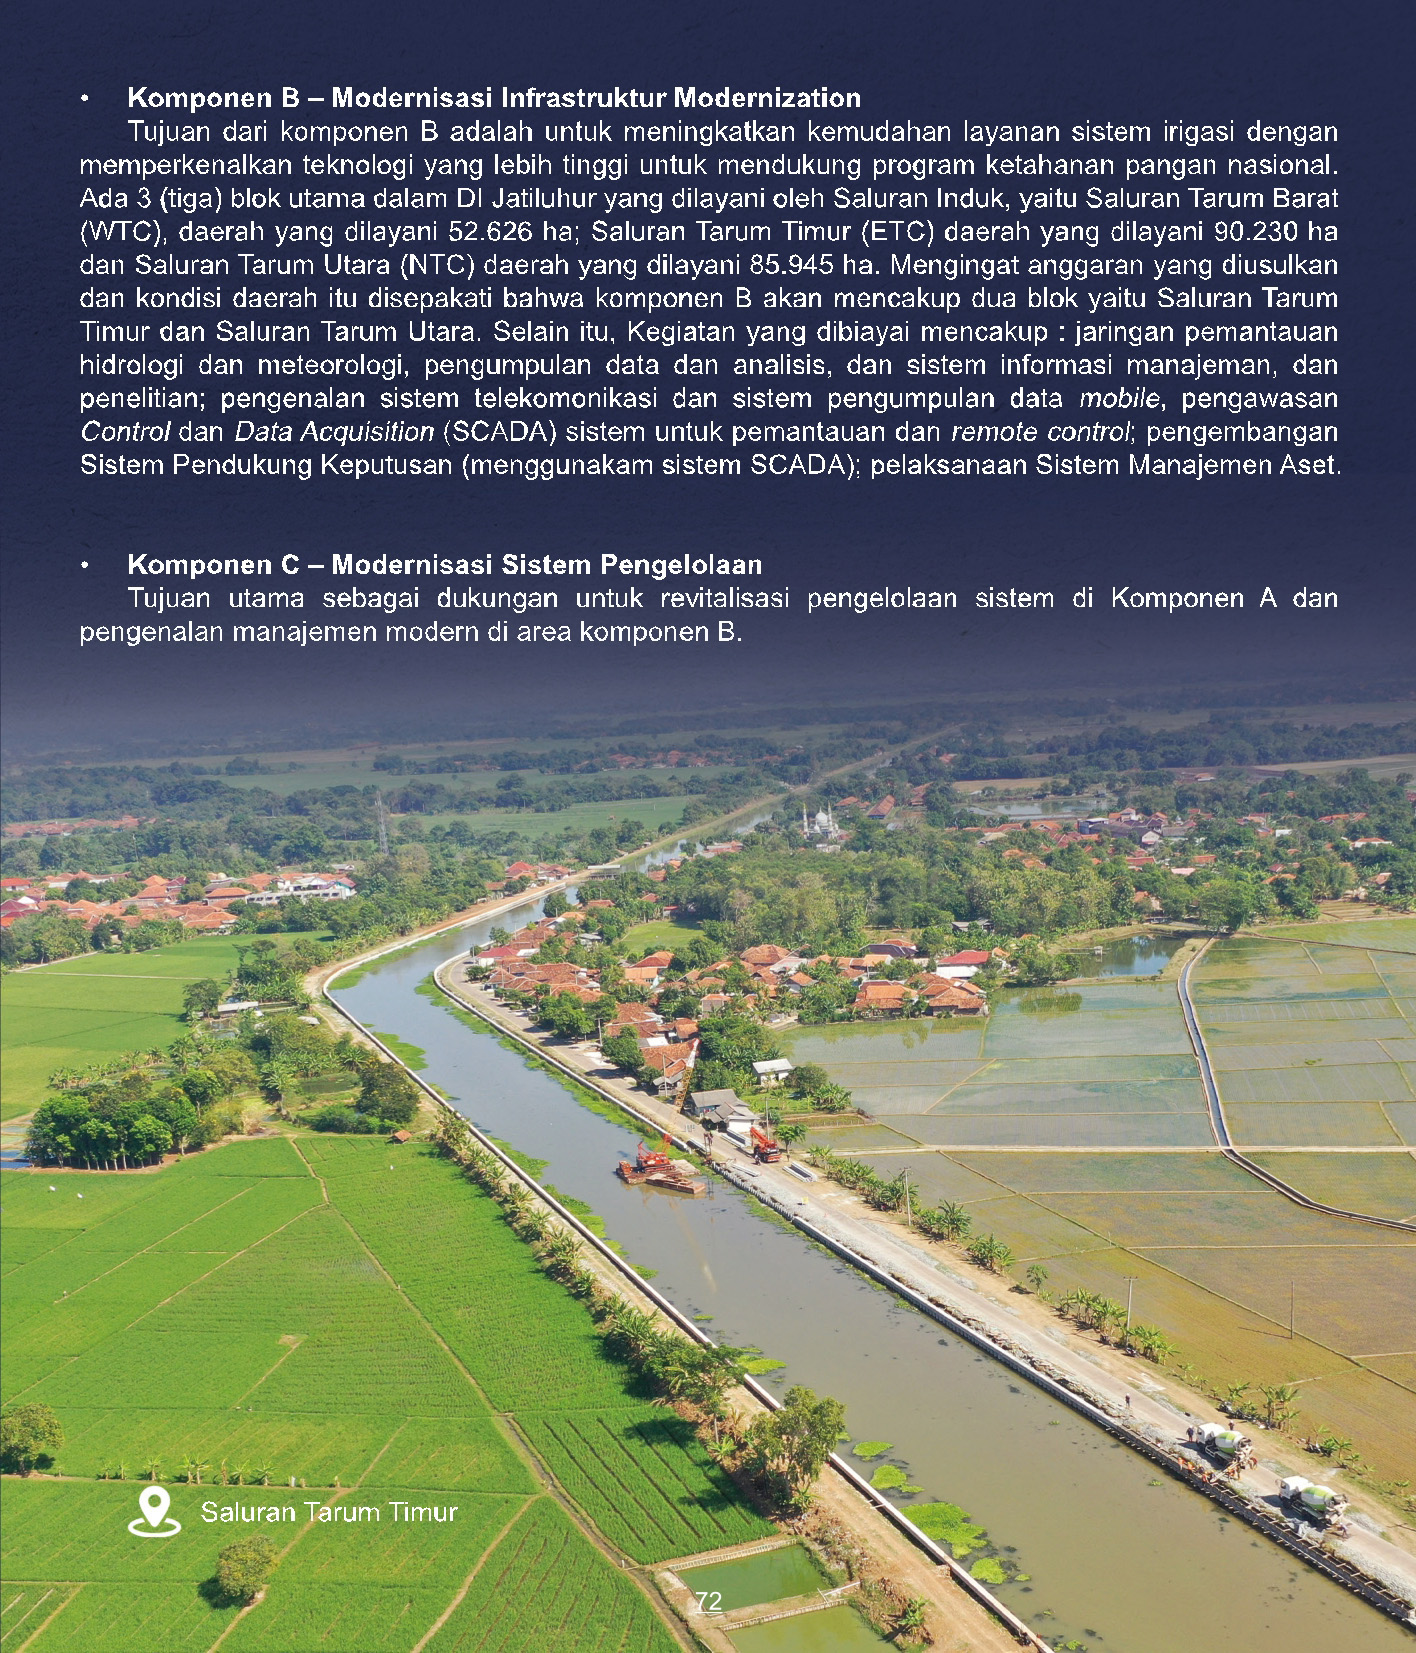 • Komponen B – Modernisasi Infrastruktur Modernization
Tujuan dari komponen B adalah untuk meningkatkan kemudahan layanan sistem irigasi dengan
memperkenalkan teknologi yang lebih tinggi untuk mendukung program ketahanan pangan nasional.
Ada 3 (tiga) blok utama dalam DI Jatiluhur yang dilayani oleh Saluran Induk, yaitu Saluran Tarum Barat
(WTC), daerah yang dilayani 52.626 ha; Saluran Tarum Timur (ETC) daerah yang dilayani 90.230 ha
dan Saluran Tarum Utara (NTC) daerah yang dilayani 85.945 ha. Mengingat anggaran yang diusulkan
dan kondisi daerah itu disepakati bahwa komponen B akan mencakup dua blok yaitu Saluran Tarum
Timur dan Saluran Tarum Utara. Selain itu, Kegiatan yang dibiayai mencakup : jaringan pemantauan
hidrologi dan meteorologi, pengumpulan data dan analisis, dan sistem informasi manajeman, dan
penelitian; pengenalan sistem telekomonikasi dan sistem pengumpulan data mobile, pengawasan
Control dan Data Acquisition (SCADA) sistem untuk pemantauan dan remote control; pengembangan
Sistem Pendukung Keputusan (menggunakam sistem SCADA); pelaksanaan Sistem Manajemen Aset.
• Komponen C – Modernisasi Sistem Pengelolaan
Tujuan utama sebagai dukungan untuk revitalisasi pengelolaan sistem di Komponen A dan
pengenalan manajemen modern di area komponen B.
Saluran Tarum Timur
72